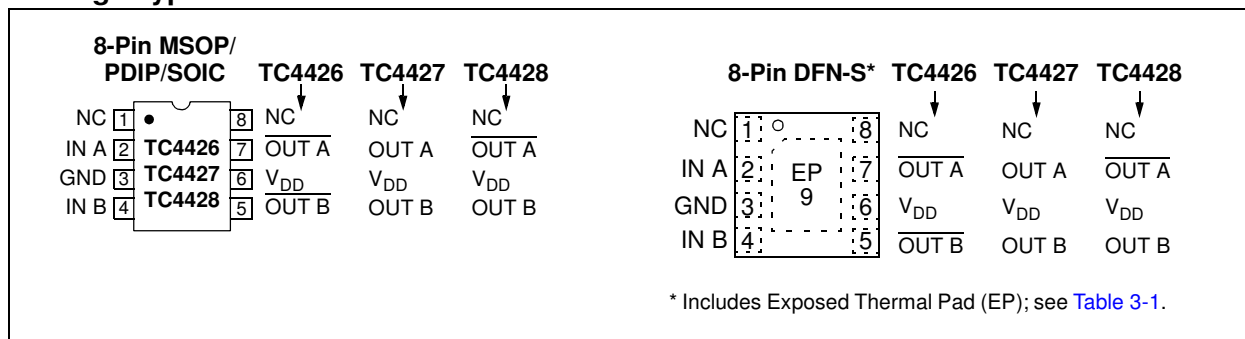 8-Pin MSOP/
PDIP/SOIC TC4426 TC4427 TC4428
NC 1 8 NC NC NC
IN A 2 TC4426 7 OUT A OUT A OUT A
GND 3 TC4427 6 VDD VDD VDD
IN B 4 TC4428 5 OUT B OUT B OUT B
8-Pin DFN-S* TC4426 TC4427 TC4428
NC 1 8 NC NC NC
IN A 2 EP 7 OUT A OUT A OUT A
GND 3 9 6 VDD VDD VDD
IN B 4 5 OUT B OUT B OUT B
* Includes Exposed Thermal Pad (EP); see Table 3-1.